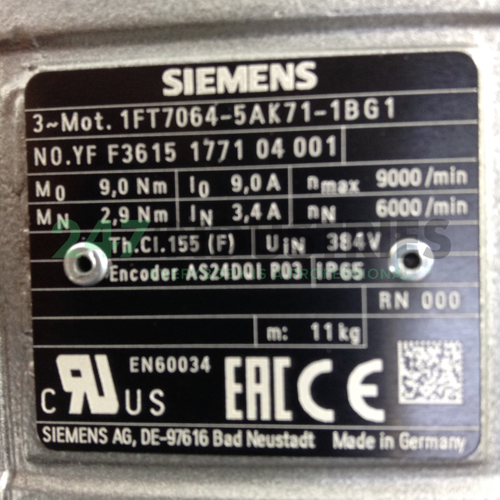 SIEMENS
3~Mot. 1FT7064-5AK71-1BG1
NO.YF F3615 1771 04 001
M0 9,0 Nm I0 9,0 A nmax 9000/min
MN 2,9 Nm IN 3,4 A nN 6000/min
Th.Cl.155 (F) UIN 384V
Encoder AS24DQI P03 IP65
RN 000
m: 11kg
EN60034
C RU US EAC CE
SIEMENS AG, DE-97616 Bad Neustadt Made in Germany